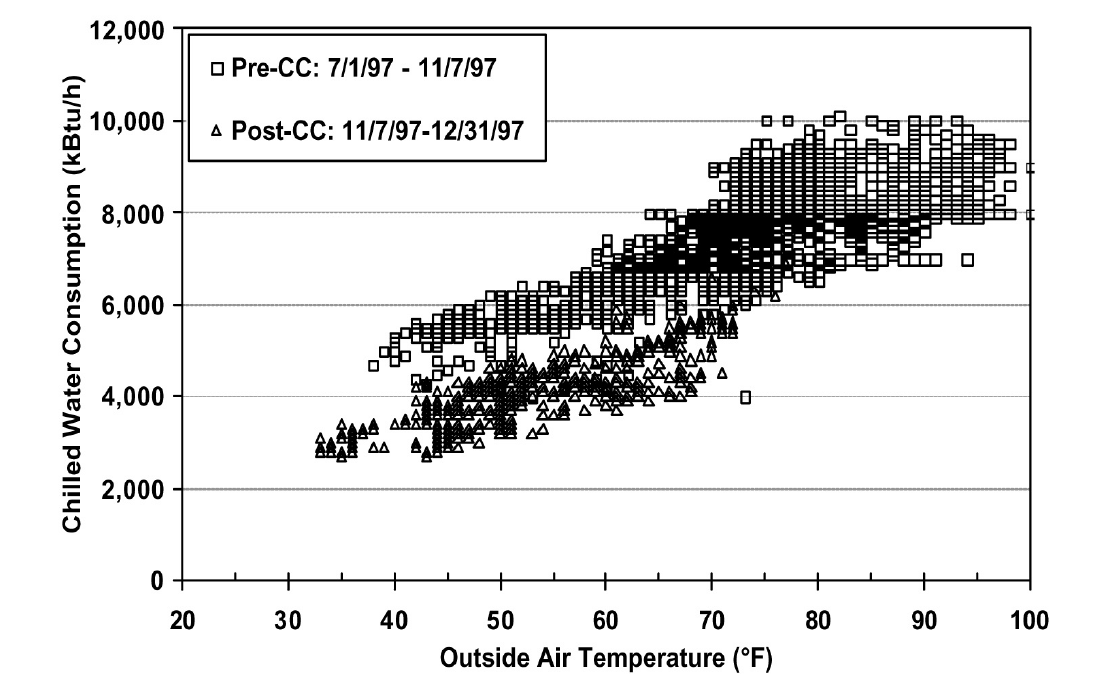 12,000
Pre-CC: 7/1/97 - 11/7/97
Post-CC: 11/7/97-12/31/97
10,000
8,000
6,000
4,000
2,000
0
Chilled Water Consumption (kBtu/h)
20 30 40 50 60 70 80 90 100
Outside Air Temperature (°F)